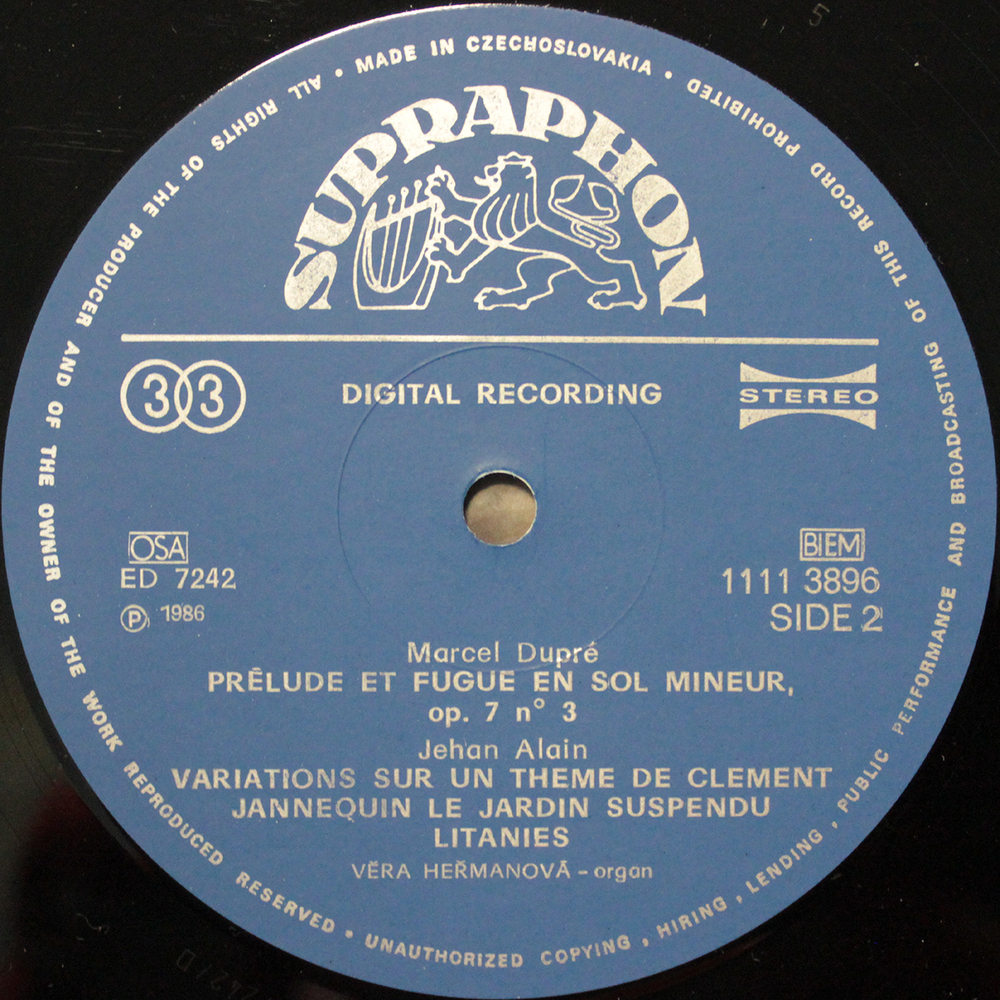 ALL RIGHTS OF THE PRODUCER AND OF THE OWNER OF THE WORK REPRODUCED RESERVED • UNAUTHORIZED COPYING, HIRING, LENDING, PUBLIC PERFORMANCE AND BROADCASTING OF THIS RECORD PROHIBITED • MADE IN CZECHOSLOVAKIA •
SUPRAPHON
33
DIGITAL RECORDING
STEREO
OSA
ED 7242
℗ 1986
BIEM
1111 3896
SIDE 2
Marcel Dupré
PRÉLUDE ET FUGUE EN SOL MINEUR,
op. 7 n° 3
Jehan Alain
VARIATIONS SUR UN THEME DE CLEMENT
JANNEQUIN LE JARDIN SUSPENDU
LITANIES
VĚRA HEŘMANOVÁ – organ
5